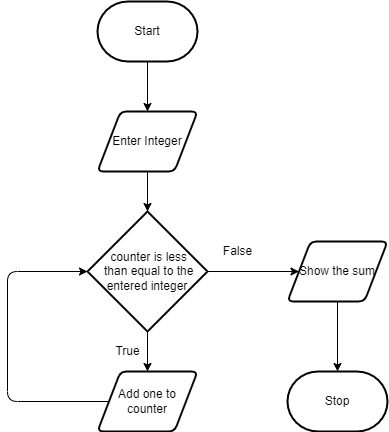 Start
Enter Integer
counter is less
than equal to the
entered integer
False
Show the sum
True
Add one to
counter
Stop